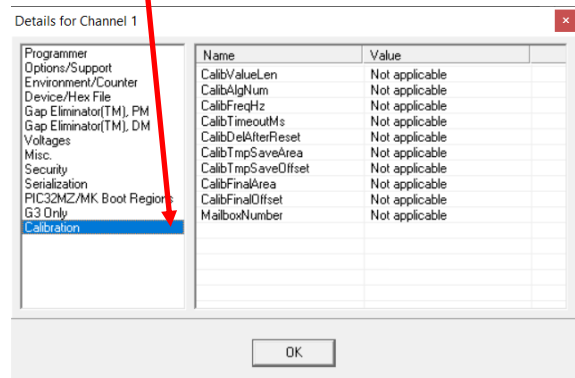 Details for Channel 1
Programmer
Options/Support
Environment/Counter
Device/Hex File
Gap Eliminator(TM), PM
Gap Eliminator(TM), DM
Voltages
Misc.
Security
Serialization
PIC32MZ/MK Boot Regions
G3 Only
Calibration
Name Value
CalibValueLen Not applicable
CalibAlgNum Not applicable
CalibFreqHz Not applicable
CalibTimeoutMs Not applicable
CalibDelAfterReset Not applicable
CalibTmpSaveArea Not applicable
CalibTmpSaveOffset Not applicable
CalibFinalArea Not applicable
CalibFinalOffset Not applicable
MailboxNumber Not applicable
OK